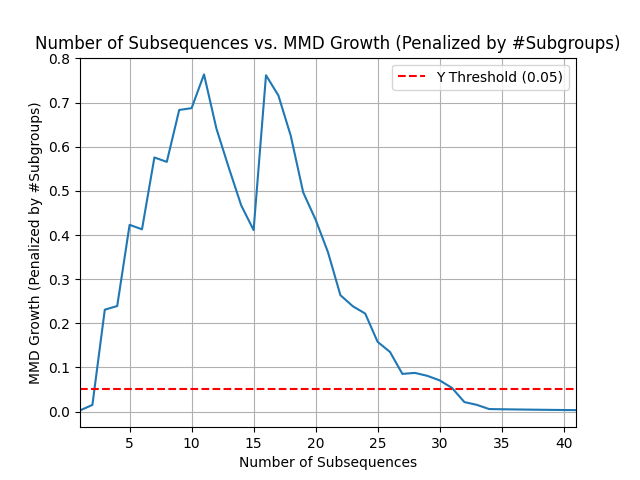 Number of Subsequences vs. MMD Growth (Penalized by #Subgroups)
0.8
0.7
0.6
0.5
0.4
0.3
0.2
0.1
0.0
MMD Growth (Penalized by #Subgroups)
Y Threshold (0.05)
5 10 15 20 25 30 35 40
Number of Subsequences